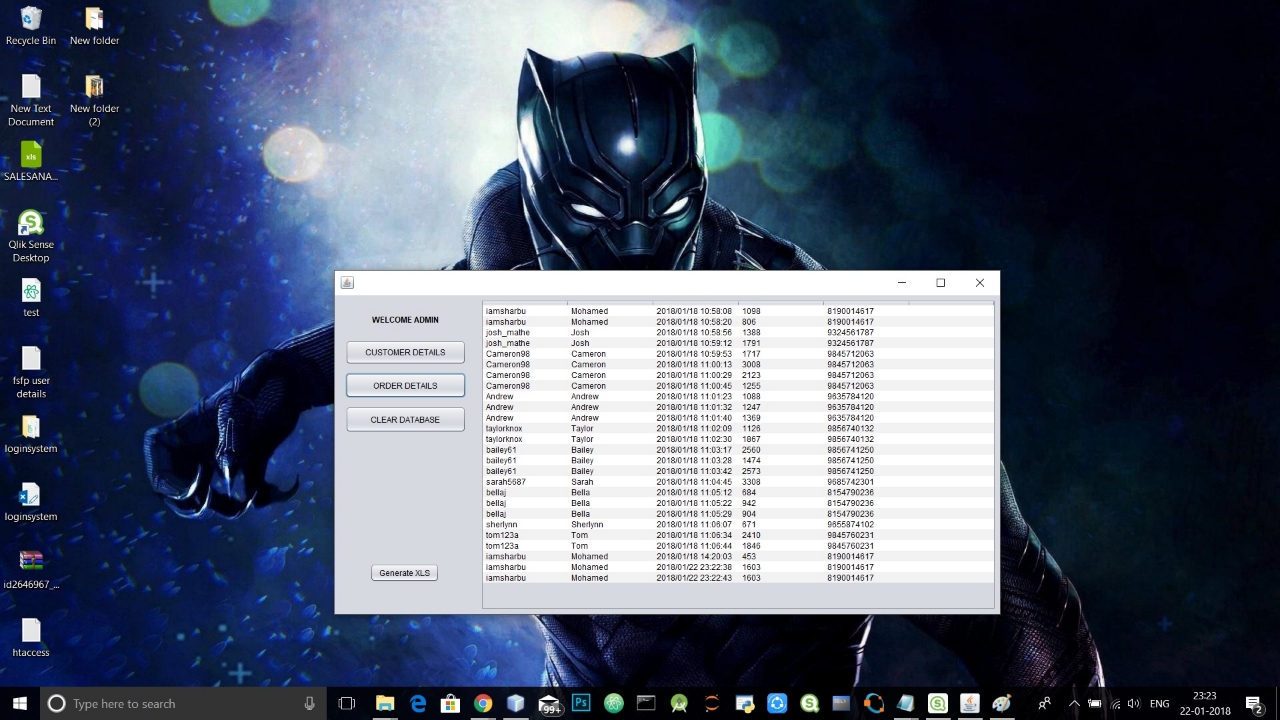 Recycle Bin
New folder
New Text
Document
New folder
(2)
xls
SALESANA...
Qlik Sense
Desktop
test
fsfp user
details
loginsystem
loginsystem
id2646967_...
htaccess
WELCOME ADMIN
CUSTOMER DETAILS
ORDER DETAILS
CLEAR DATABASE
Generate XLS
iamsharbu Mohamed 2018/01/18 10:58:08 1098 8190014617
iamsharbu Mohamed 2018/01/18 10:58:20 806 8190014617
josh_mathe Josh 2018/01/18 10:58:56 1388 9324561787
josh_mathe Josh 2018/01/18 10:59:12 1791 9324561787
Cameron98 Cameron 2018/01/18 10:59:53 1717 9845712063
Cameron98 Cameron 2018/01/18 11:00:13 3008 9845712063
Cameron98 Cameron 2018/01/18 11:00:29 2123 9845712063
Cameron98 Cameron 2018/01/18 11:00:45 1255 9845712063
Andrew Andrew 2018/01/18 11:01:23 1088 9635784120
Andrew Andrew 2018/01/18 11:01:32 1247 9635784120
Andrew Andrew 2018/01/18 11:01:40 1369 9635784120
taylorknox Taylor 2018/01/18 11:02:09 1126 9856740132
taylorknox Taylor 2018/01/18 11:02:30 1867 9856740132
bailey61 Bailey 2018/01/18 11:03:17 2560 9856741250
bailey61 Bailey 2018/01/18 11:03:28 1474 9856741250
bailey61 Bailey 2018/01/18 11:03:42 2573 9856741250
sarah5687 Sarah 2018/01/18 11:04:45 3308 9685742301
bellaj Bella 2018/01/18 11:05:12 684 8154790236
bellaj Bella 2018/01/18 11:05:22 942 8154790236
bellaj Bella 2018/01/18 11:05:29 904 8154790236
sherlynn Sherlynn 2018/01/18 11:06:07 671 9655874102
tom123a Tom 2018/01/18 11:06:34 2410 9845760231
tom123a Tom 2018/01/18 11:06:44 1846 9845760231
iamsharbu Mohamed 2018/01/18 14:20:03 453 8190014617
iamsharbu Mohamed 2018/01/22 23:22:38 1603 8190014617
iamsharbu Mohamed 2018/01/22 23:22:43 1603 8190014617
Type here to search
99+
Ps
ENG
23:23
22-01-2018
2